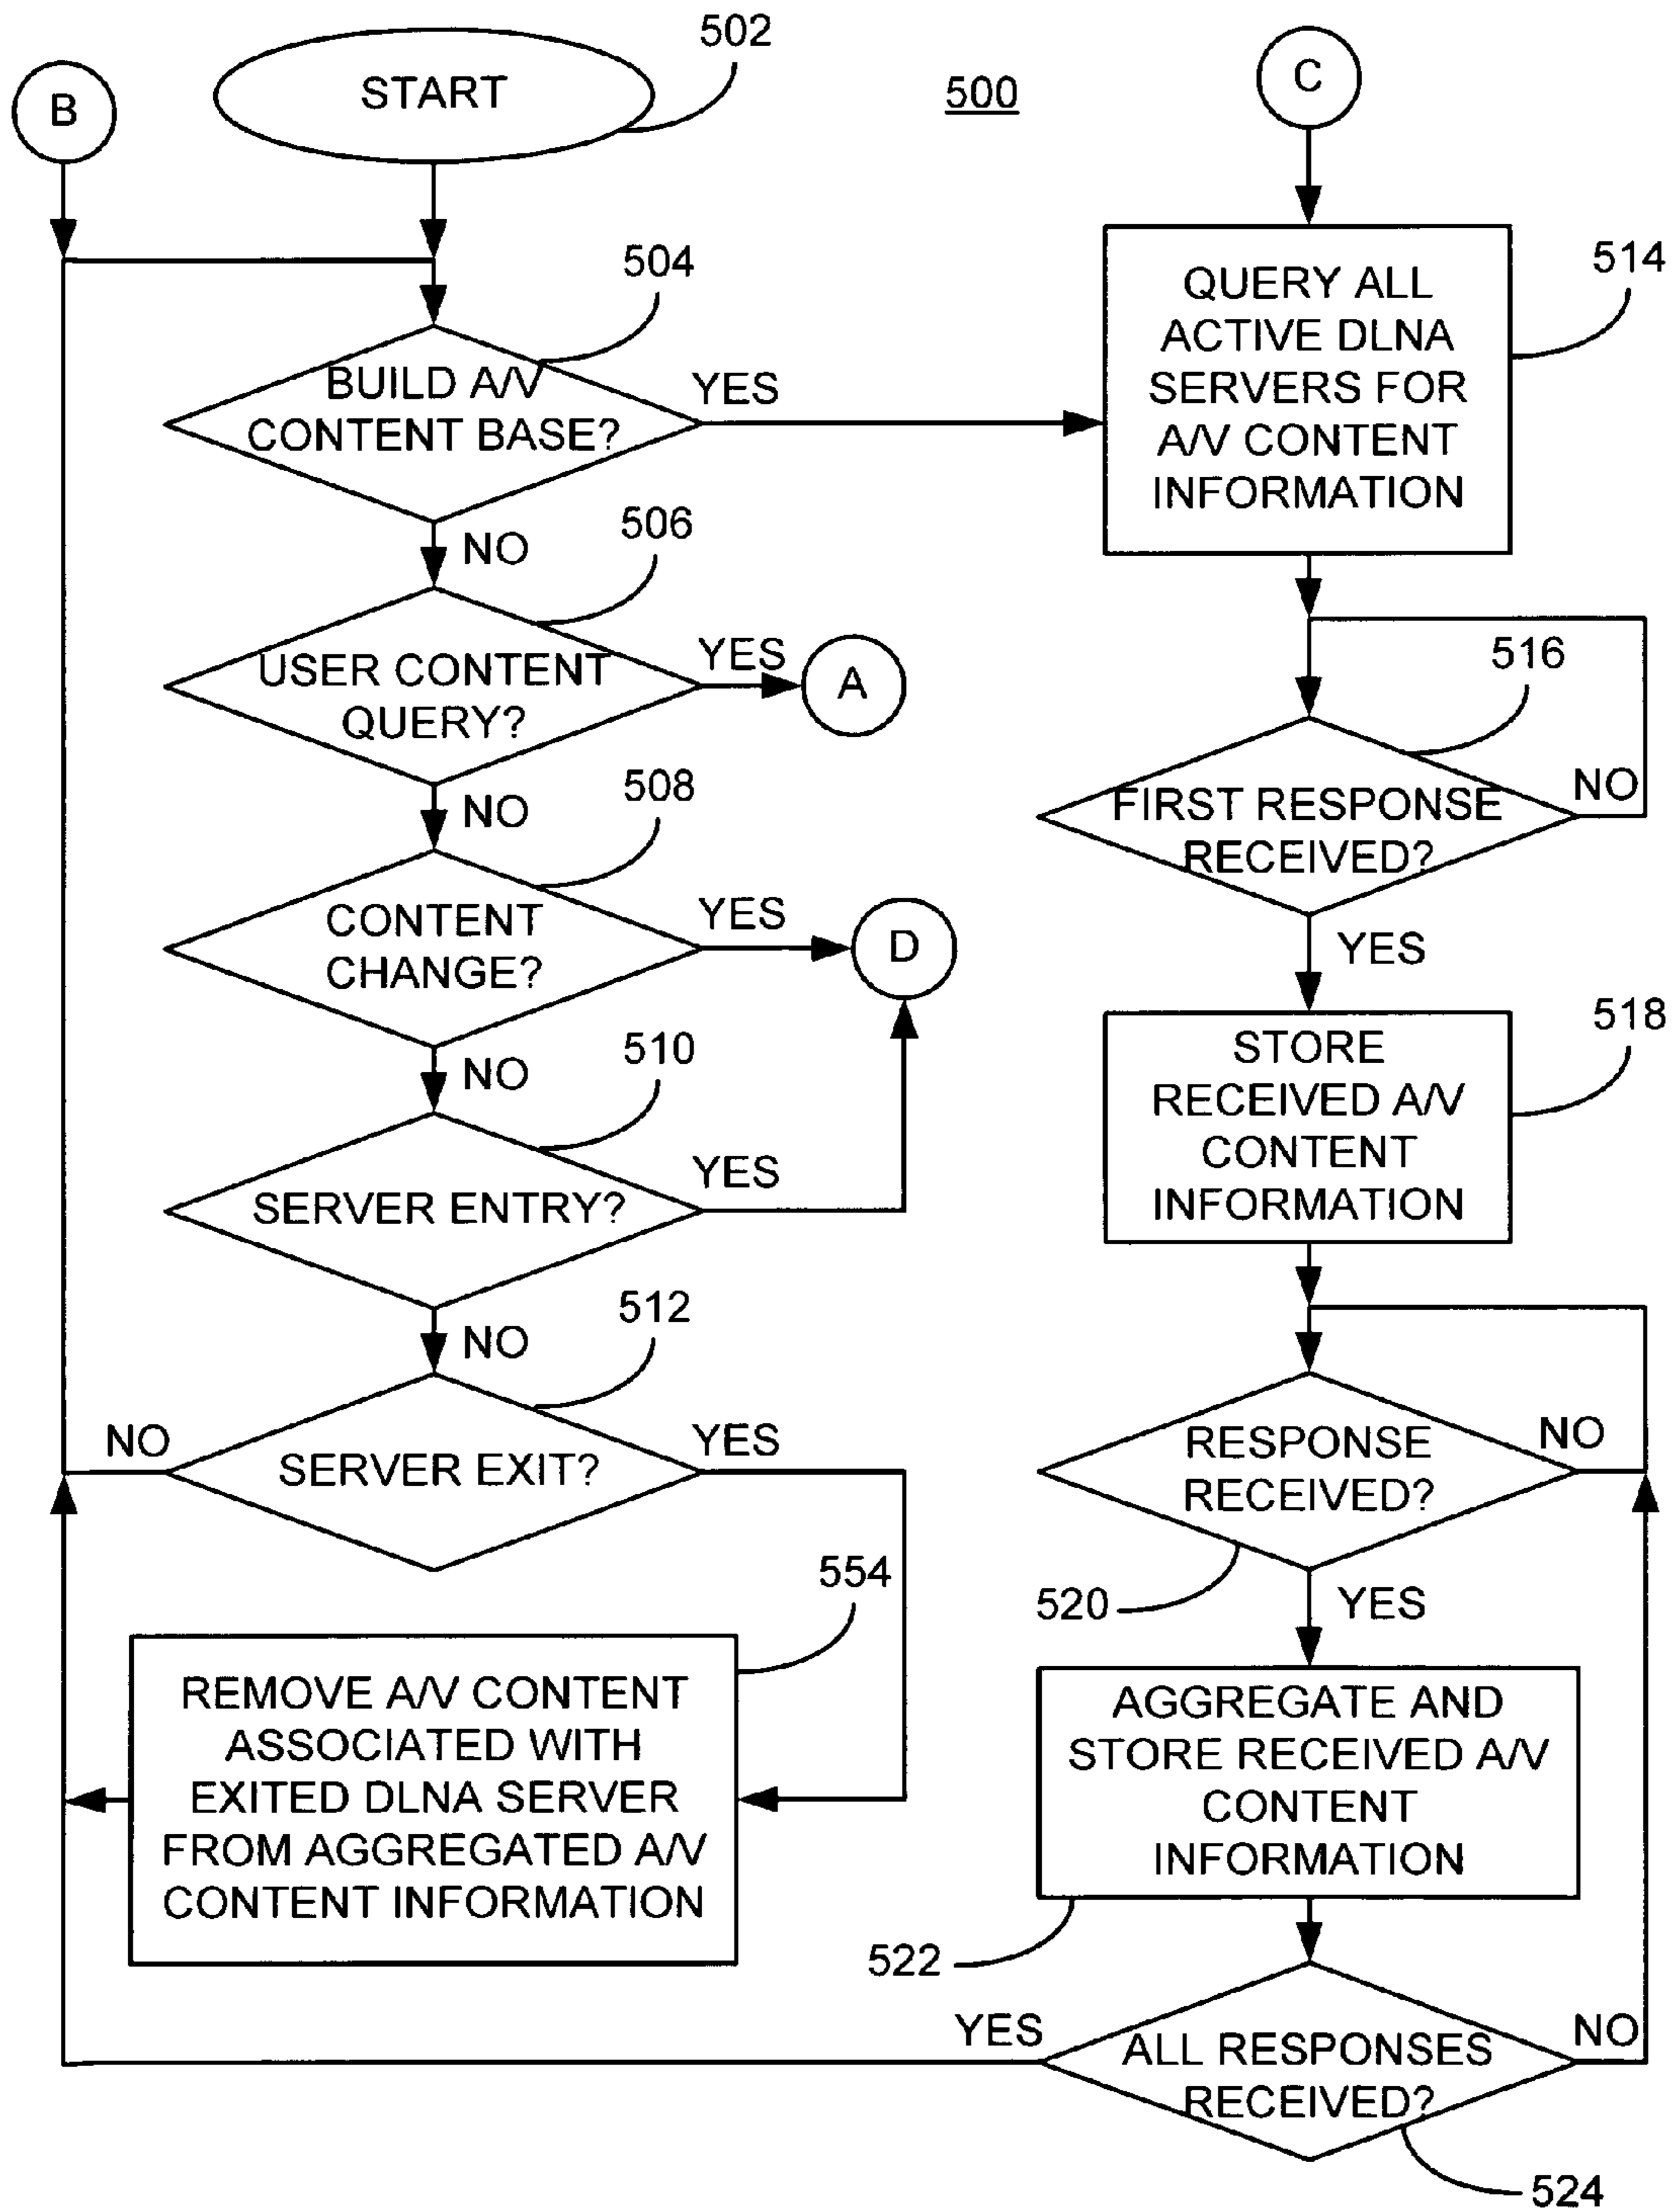 B
START
502
500
C
504
BUILD A/V
CONTENT BASE?
YES
NO
514
QUERY ALL
ACTIVE DLNA
SERVERS FOR
A/V CONTENT
INFORMATION
506
USER CONTENT
QUERY?
YES
A
NO
516
FIRST RESPONSE
RECEIVED?
NO
YES
508
CONTENT
CHANGE?
YES
D
NO
518
STORE
RECEIVED A/V
CONTENT
INFORMATION
510
SERVER ENTRY?
YES
NO
512
SERVER EXIT?
NO
YES
RESPONSE
RECEIVED?
NO
520
YES
554
REMOVE A/V CONTENT
ASSOCIATED WITH
EXITED DLNA SERVER
FROM AGGREGATED A/V
CONTENT INFORMATION
AGGREGATE AND
STORE RECEIVED A/V
CONTENT
INFORMATION
522
YES
ALL RESPONSES
RECEIVED?
NO
524